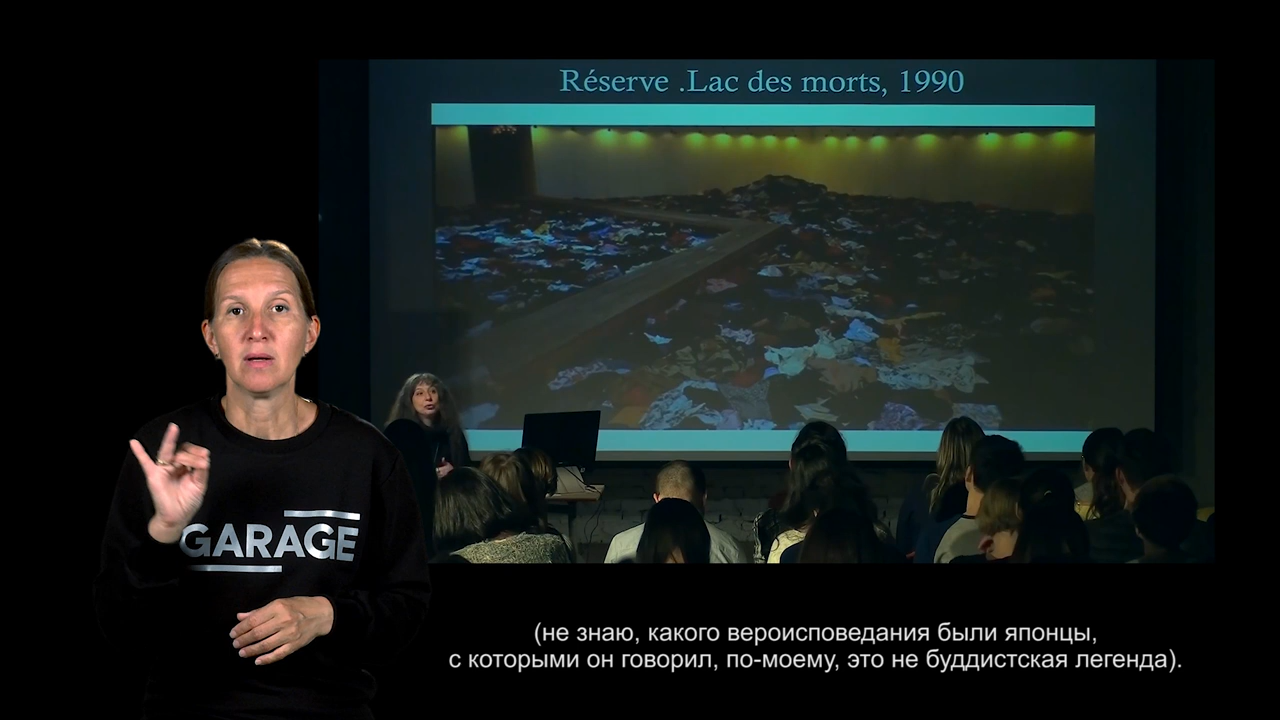 Réserve .Lac des morts, 1990
GARAGE
(не знаю, какого вероисповедания были японцы,
с которыми он говорил, по-моему, это не буддистская легенда).